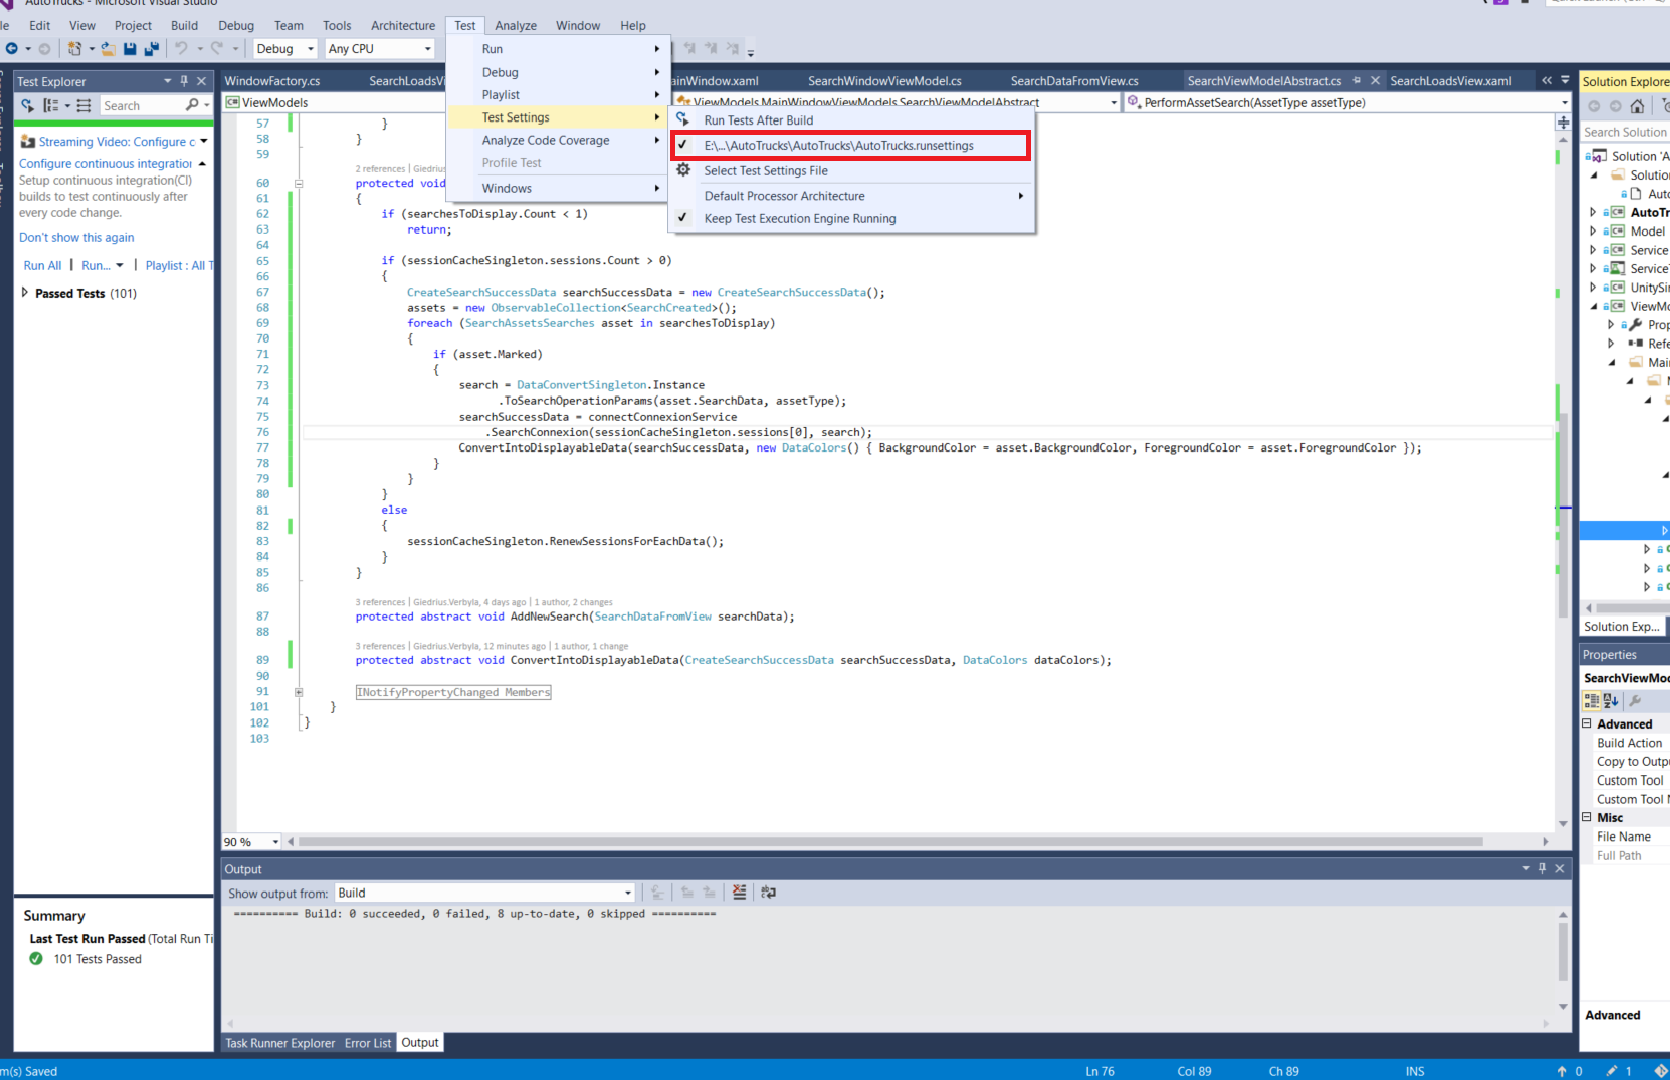 AutoTrucks - Microsoft Visual Studio
Edit View Project Build Debug Team Tools Architecture Test Analyze Window Help
Debug Any CPU
Test Explorer
Search
Streaming Video: Configure c
Configure continuous integration
Setup continuous integration(CI)
builds to test continuously after
every code change.
Don't show this again
Run All | Run... | Playlist : All T
Passed Tests (101)
Summary
Last Test Run Passed (Total Run Ti
101 Tests Passed
Run
Debug
Playlist
Test Settings
Analyze Code Coverage
Profile Test
Windows
Run Tests After Build
E:\...\AutoTrucks\AutoTrucks\AutoTrucks.runsettings
Select Test Settings File
Default Processor Architecture
Keep Test Execution Engine Running
WindowFactory.cs SearchLoadsVi ainWindow.xaml SearchWindowViewModel.cs SearchDataFromView.cs SearchViewModelAbstract.cs SearchLoadsView.xaml
ViewModels ViewModels.MainWindowViewModels.SearchViewModelAbstract PerformAssetSearch(AssetType assetType)
57 }
58 }
59
2 references | Giedrius
60 protected void
61 {
62 if (searchesToDisplay.Count < 1)
63 return;
64
65 if (sessionCacheSingleton.sessions.Count > 0)
66 {
67 CreateSearchSuccessData searchSuccessData = new CreateSearchSuccessData();
68 assets = new ObservableCollection<SearchCreated>();
69 foreach (SearchAssetsSearches asset in searchesToDisplay)
70 {
71 if (asset.Marked)
72 {
73 search = DataConvertSingleton.Instance
74 .ToSearchOperationParams(asset.SearchData, assetType);
75 searchSuccessData = connectConnexionService
76 .SearchConnexion(sessionCacheSingleton.sessions[0], search);
77 ConvertIntoDisplayableData(searchSuccessData, new DataColors() { BackgroundColor = asset.BackgroundColor, ForegroundColor = asset.ForegroundColor });
78 }
79 }
80 }
81 else
82 {
83 sessionCacheSingleton.RenewSessionsForEachData();
84 }
85 }
86
3 references | Giedrius.Verbyla, 4 days ago | 1 author, 2 changes
87 protected abstract void AddNewSearch(SearchDataFromView searchData);
88
3 references | Giedrius.Verbyla, 12 minutes ago | 1 author, 1 change
89 protected abstract void ConvertIntoDisplayableData(CreateSearchSuccessData searchSuccessData, DataColors dataColors);
90
91 INotifyPropertyChanged Members
101 }
102 }
103
90 %
Output
Show output from: Build
========== Build: 0 succeeded, 0 failed, 8 up-to-date, 0 skipped ==========
Task Runner Explorer Error List Output
Solution Explore
Search Solution
Solution 'A
Solution
Auto
AutoTr
Model
Service
Service
UnitySi
ViewMo
Prop
Refe
Mai
Solution Exp...
Properties
SearchViewMod
Advanced
Build Action
Copy to Outpu
Custom Tool
Custom Tool N
Misc
File Name
Full Path
Advanced
m(s) Saved Ln 76 Col 89 Ch 89 INS 0 1